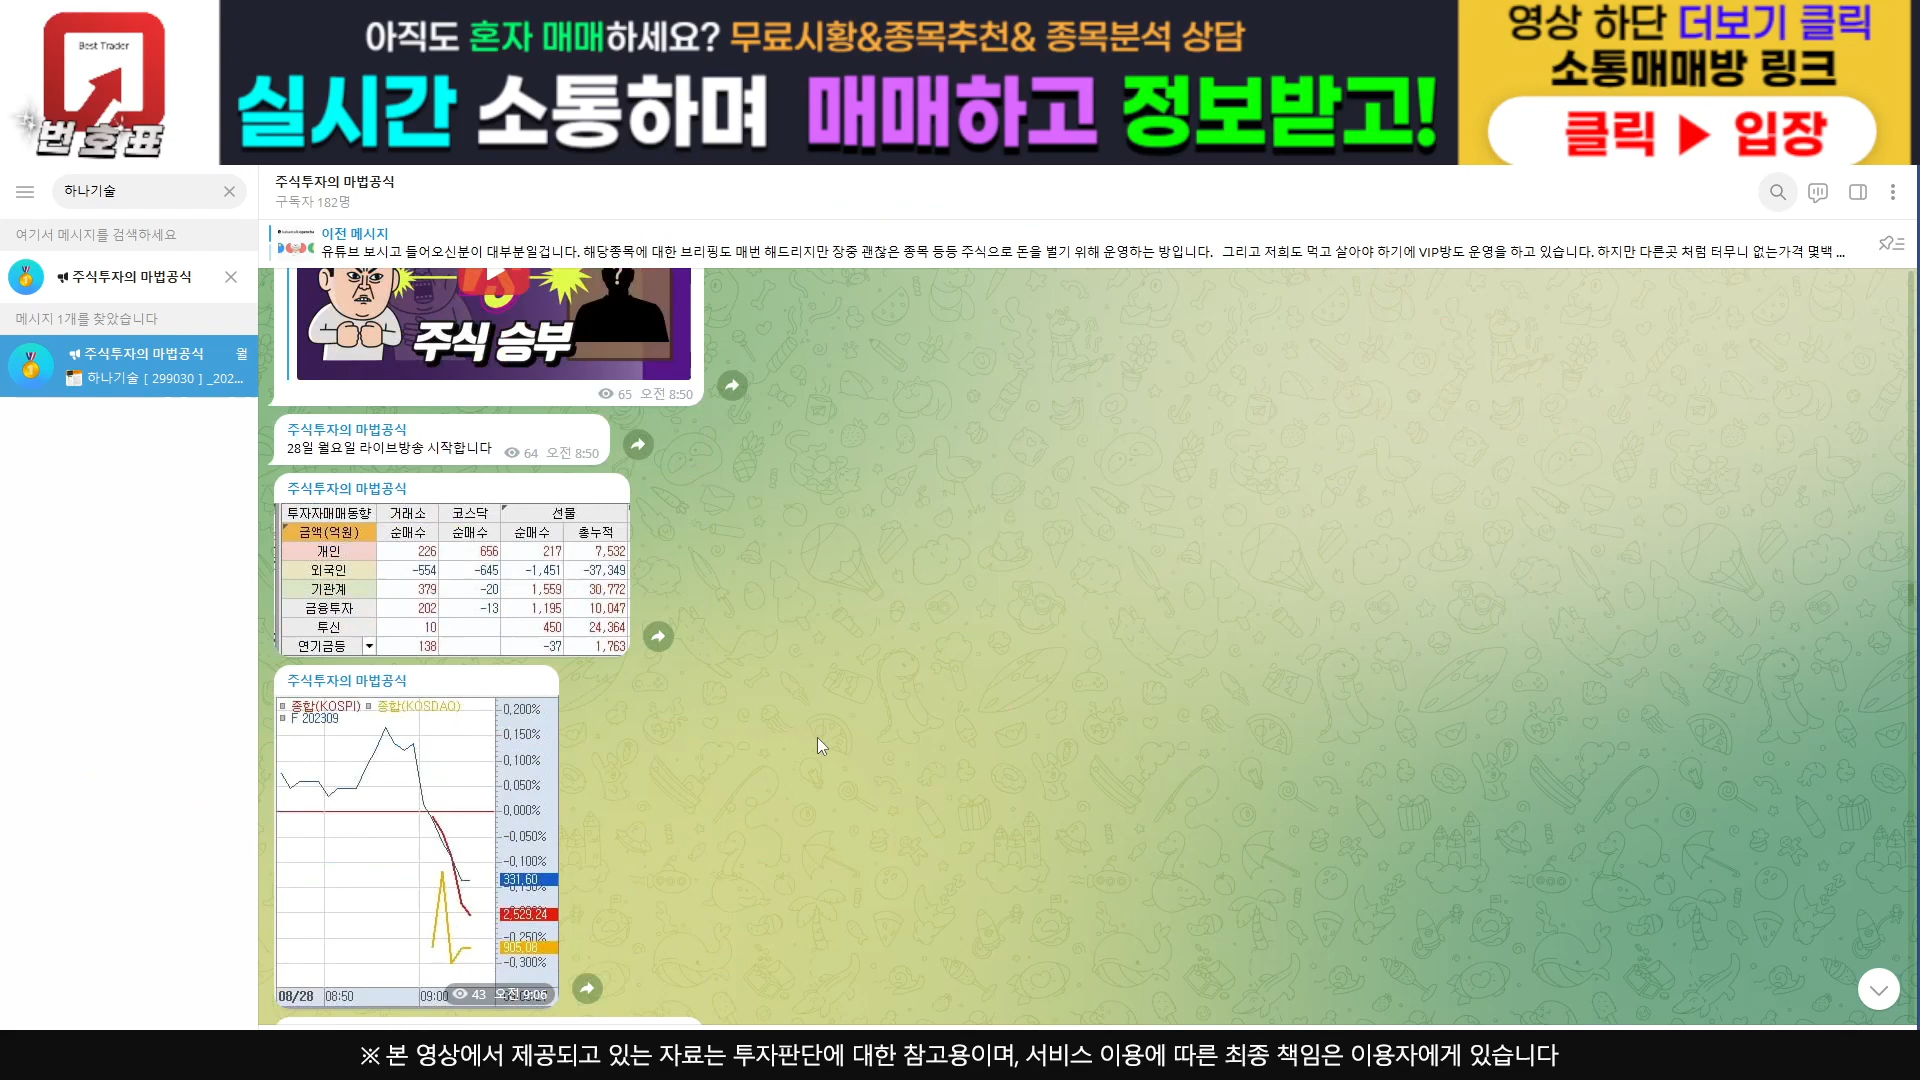 Best Trader
번호표
아직도 혼자 매매하세요? 무료시황&종목추천& 종목분석 상담
실시간 소통하며 매매하고 정보받고!
영상 하단 더보기 클릭
소통매매방 링크
클릭 ▶ 입장
하나기술
여기서 메시지를 검색하세요
주식투자의 마법공식
메시지 1개를 찾았습니다
주식투자의 마법공식 월
하나기술 [ 299030 ] _202...
주식투자의 마법공식
구독자 182명
이전 메시지
유튜브 보시고 들어오신분이 대부분일겁니다. 해당종목에 대한 브리핑도 매번 해드리지만 장중 괜찮은 종목 등등 주식으로 돈을 벌기 위해 운영하는 방입니다. 그리고 저희도 먹고 살아야 하기에 VIP방도 운영을 하고 있습니다. 하지만 다른곳 처럼 터무니 없는가격 몇백 ...
주식 승부
65 오전 8:50
주식투자의 마법공식
28일 월요일 라이브방송 시작합니다 64 오전 8:50
주식투자의 마법공식
투자자매매동향 거래소 코스닥 선물
금액(억원) 순매수 순매수 순매수 총누적
개인 226 656 217 7,532
외국인 -554 -645 -1,451 -37,349
기관계 379 -20 1,559 30,772
금융투자 202 -13 1,195 10,047
투신 10 450 24,364
연기금등 138 -37 1,763
주식투자의 마법공식
종합(KOSPI) 종합(KOSDAQ)
F 202309
0,200%
0,150%
0,100%
0,050%
0,000%
-0,050%
-0,100%
331,60
-0,150%
2,529,24
-0,250%
905,08
-0,300%
08/28 08:50 09:00 43 오전 9:06
※ 본 영상에서 제공되고 있는 자료는 투자판단에 대한 참고용이며, 서비스 이용에 따른 최종 책임은 이용자에게 있습니다